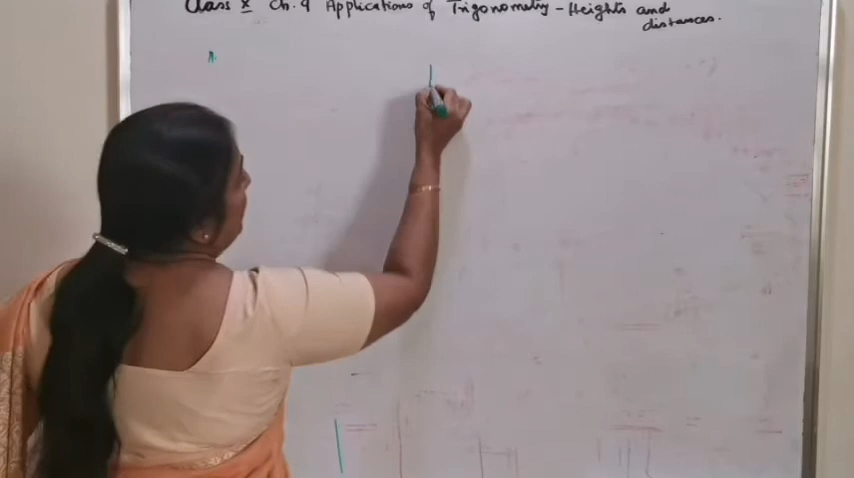 Class X Ch. 9 Applications of Trigonometry - Heights and
distances.